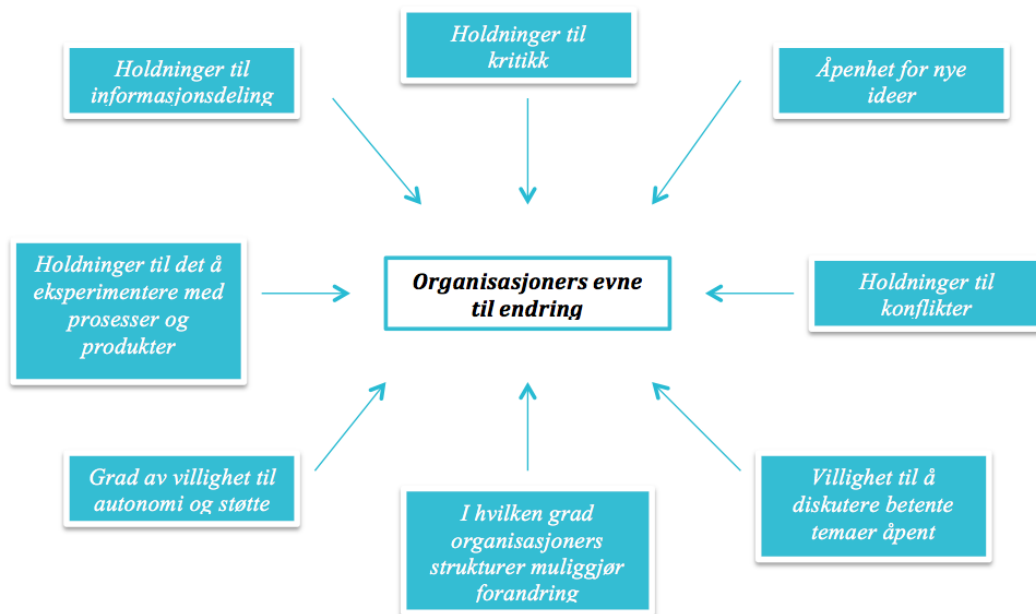 Holdninger til
informasjonsdeling
Holdninger til
kritikk
Åpenhet for nye
ideer
Holdninger til det å
eksperimentere med
prosesser og
produkter
Organisasjoners evne
til endring
Holdninger til
konflikter
Grad av villighet til
autonomi og støtte
I hvilken grad
organisasjoners
strukturer muliggjør
forandring
Villighet til å
diskutere betente
temaer åpent